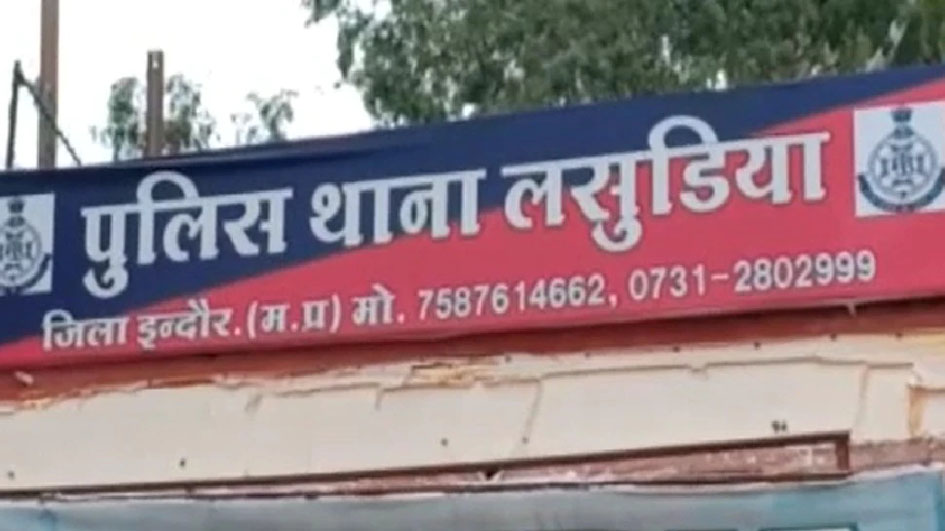 पुलिस थाना लसुडिया
जिला इन्दौर.(म.प्र) मो. 7587614662, 0731-2802999